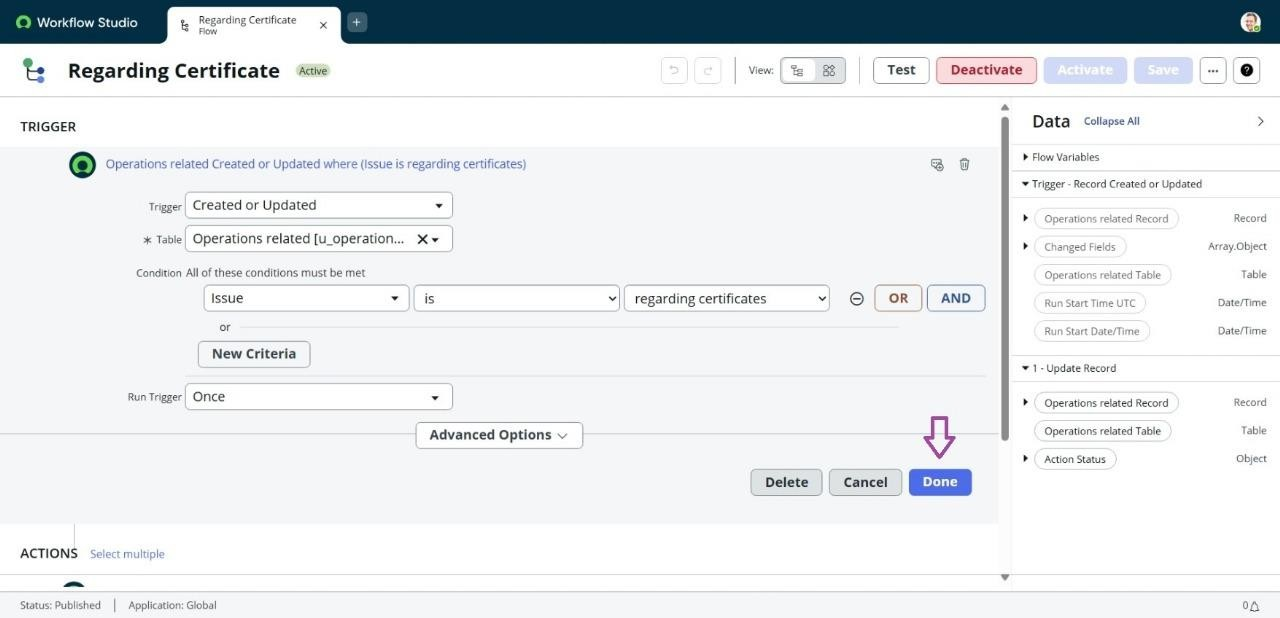 Workflow Studio
Regarding Certificate
Flow
Regarding Certificate Active
View:
Test
Deactivate
Activate
Save
TRIGGER
Operations related Created or Updated where (Issue is regarding certificates)
Trigger Created or Updated
* Table Operations related [u_operation...
Condition All of these conditions must be met
Issue is regarding certificates OR AND
or
New Criteria
Run Trigger Once
Advanced Options
Delete Cancel Done
ACTIONS Select multiple
Data Collapse All
Flow Variables
Trigger - Record Created or Updated
Operations related Record Record
Changed Fields Array.Object
Operations related Table Table
Run Start Time UTC Date/Time
Run Start Date/Time Date/Time
1 - Update Record
Operations related Record Record
Operations related Table Table
Action Status Object
Status: Published | Application: Global
0